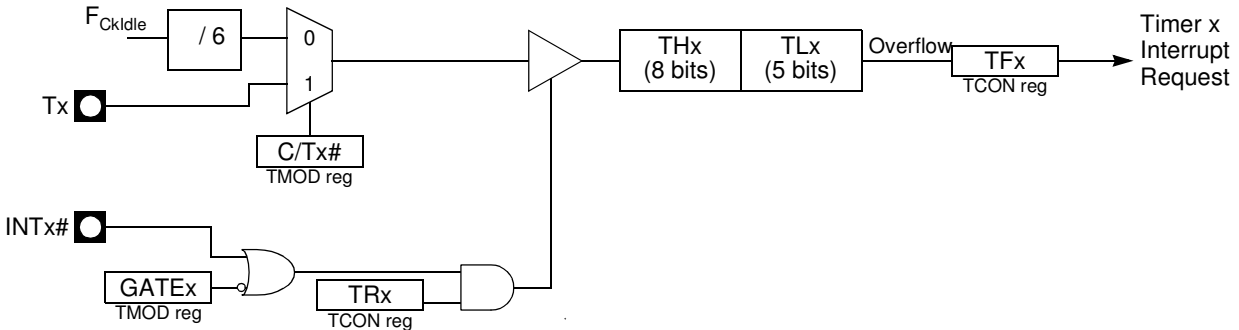 F CkIdle
/ 6
0
1
Tx
C/Tx#
TMOD reg
THx
(8 bits)
TLx
(5 bits)
Overflow
TFx
TCON reg
Timer x
Interrupt
Request
INTx#
GATEx
TMOD reg
TRx
TCON reg